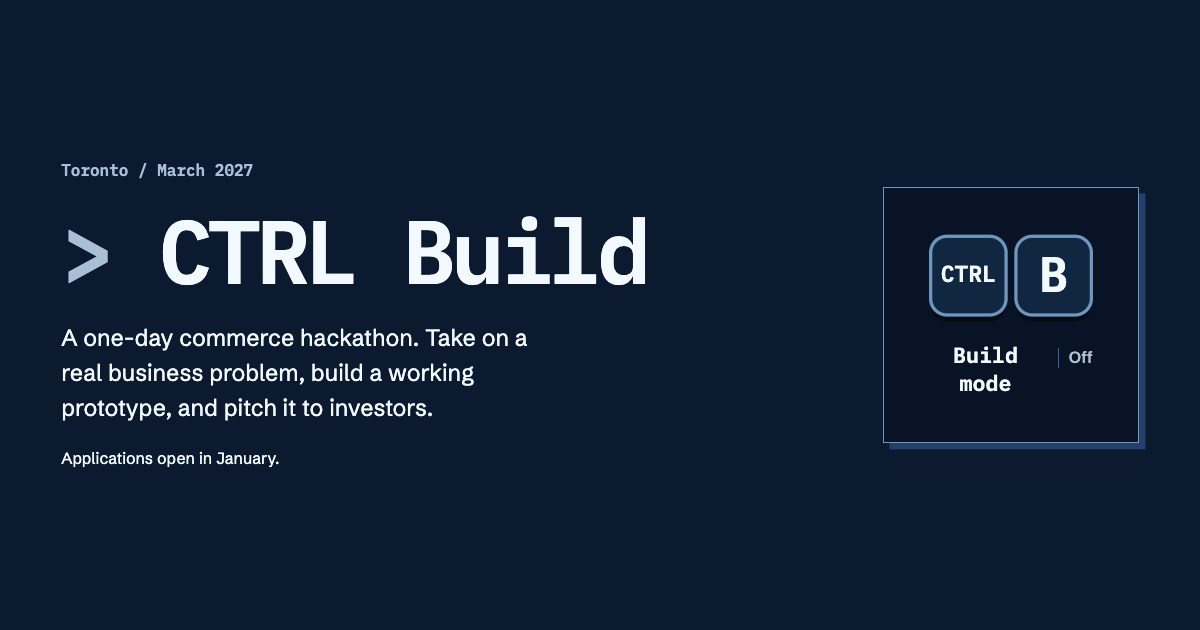 Toronto / March 2027
> CTRL Build
A one-day commerce hackathon. Take on a
real business problem, build a working
prototype, and pitch it to investors.
Applications open in January.
CTRL B
Build mode | Off